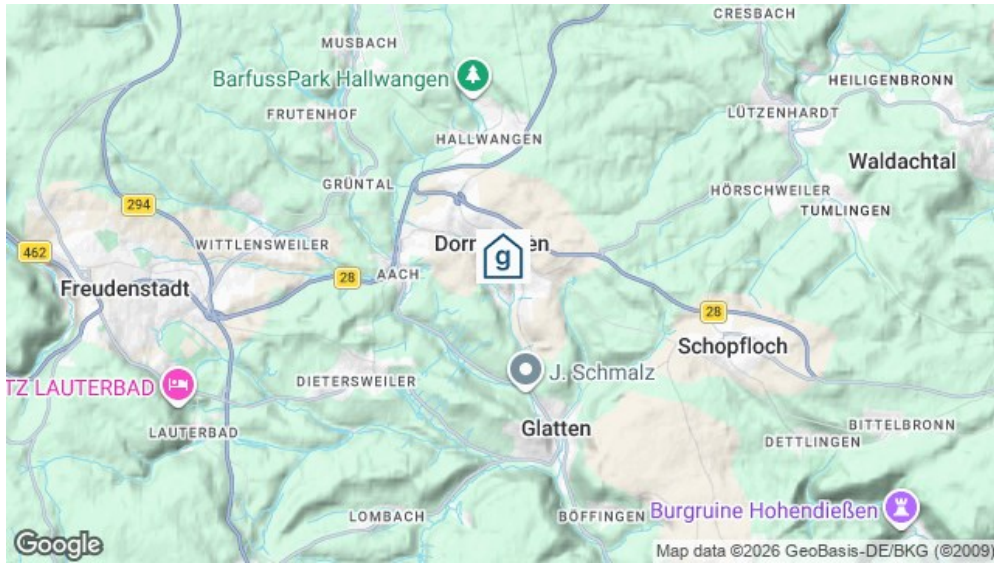 CRESBACH
MUSBACH
BarfussPark Hallwangen
HEILIGENBRONN
FRUTENHOF
LÜTZENHARDT
HALLWANGEN
Waldachtal
GRÜNTAL
HÖRSCHWEILER
294
TUMLINGEN
WITTLENSWEILER
g
462
AACH
28
Freudenstadt
28
Schopfloch
J. Schmalz
TZ LAUTERBAD
DIETERSWEILER
Glatten
BITTELBRONN
LAUTERBAD
DETTLINGEN
Burgruine Hohendießen
LOMBACH
BÖFFINGEN
Google
Map data ©2026 GeoBasis-DE/BKG (©2009)